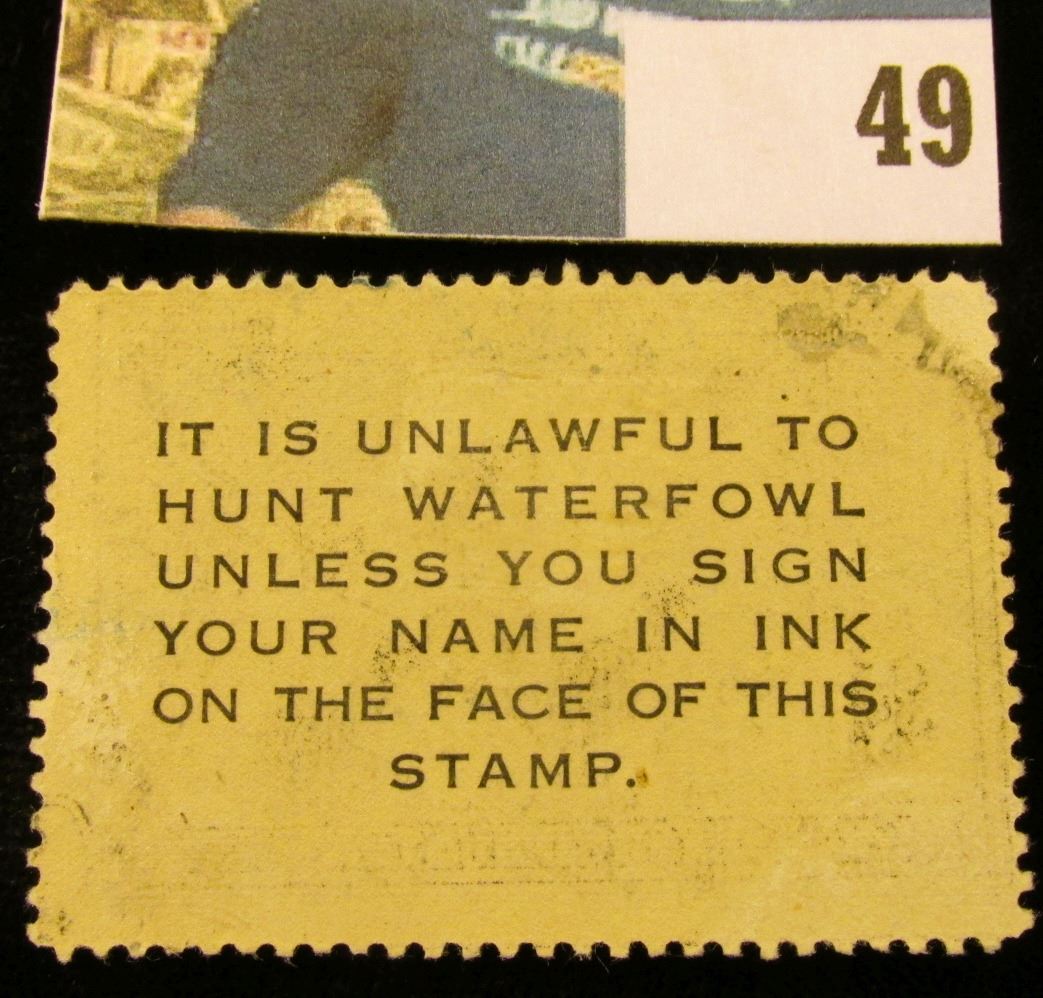 49
IT IS UNLAWFUL TO
HUNT WATERFOWL
UNLESS YOU SIGN
YOUR NAME IN INK
ON THE FACE OF THIS
STAMP.